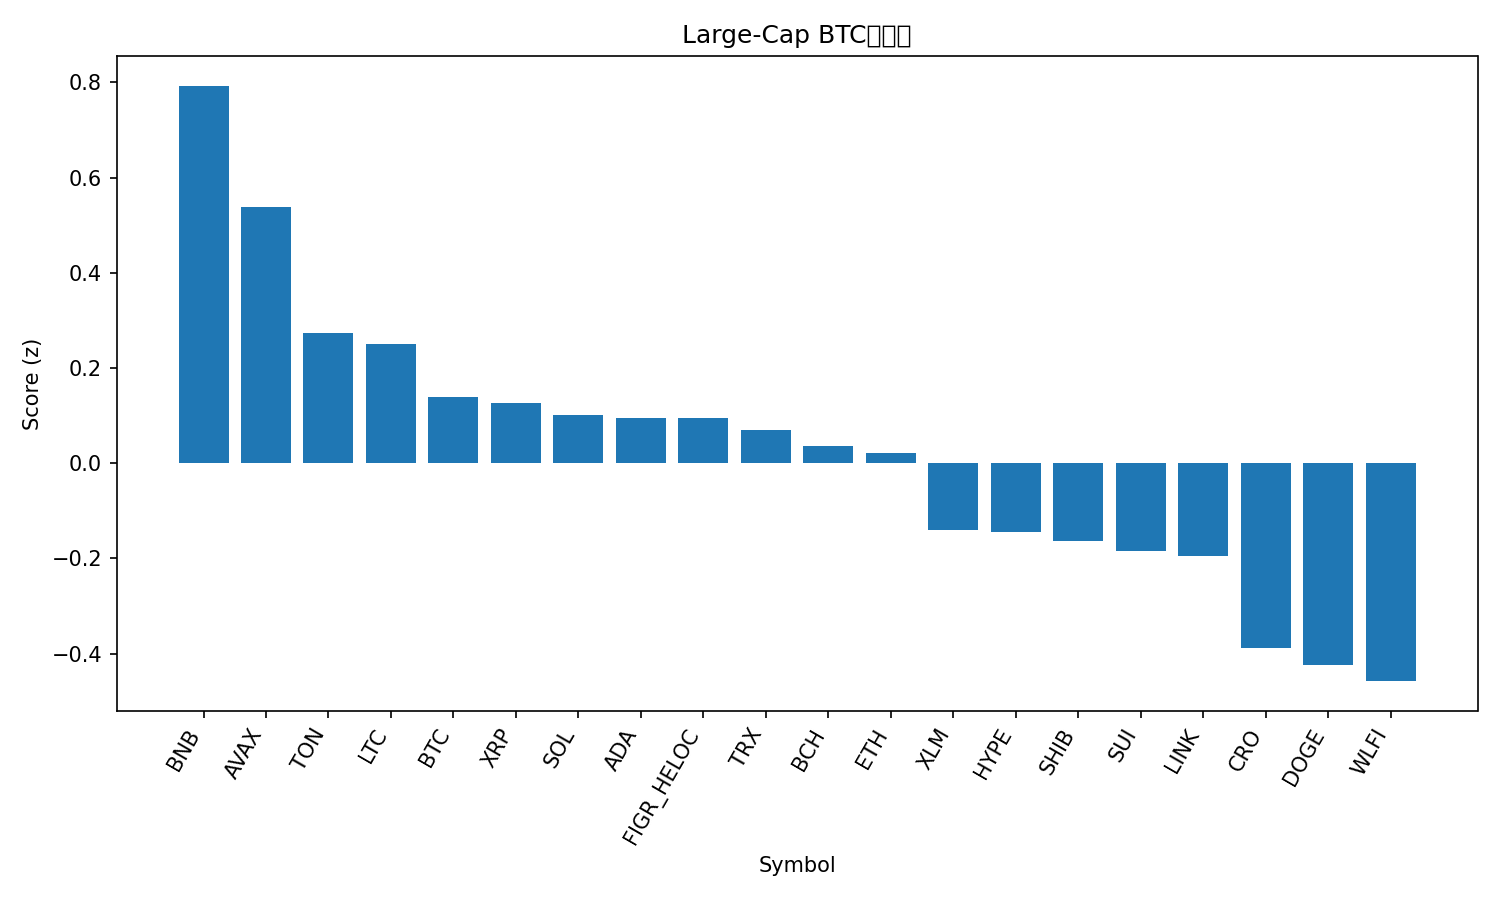 Large-Cap BTC
0.8
0.6
0.4
0.2
0.0
−0.2
−0.4
Score (z)
BNB
AVAX
TON
LTC
BTC
XRP
SOL
ADA
FIGR_HELOC
TRX
BCH
ETH
XLM
HYPE
SHIB
SUI
LINK
CRO
DOGE
WLFI
Symbol